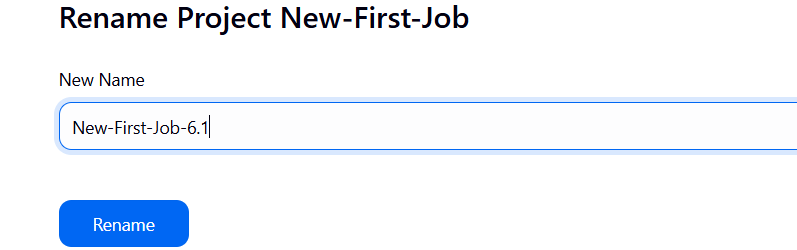 Rename Project New-First-Job
New Name
New-First-Job-6.1
Rename